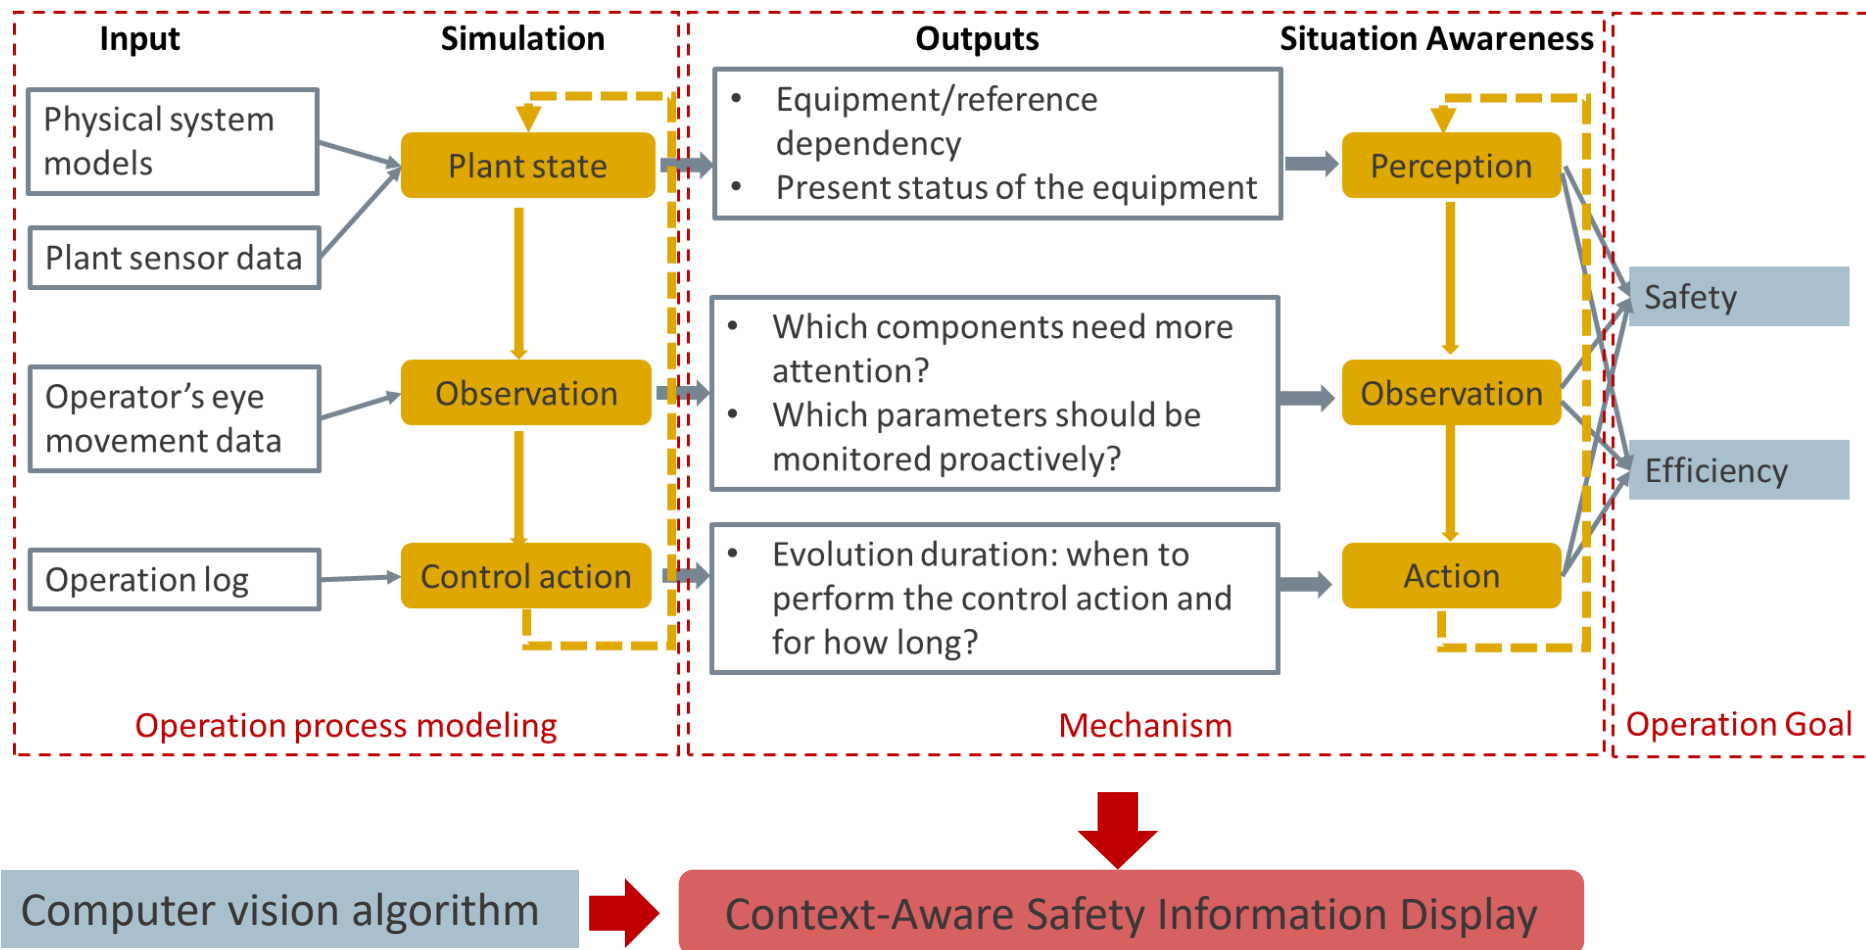 Input
Simulation
Outputs
Situation Awareness
Physical system
models
Plant sensor data
Operator’s eye
movement data
Operation log
Plant state
Observation
Control action
• Equipment/reference
dependency
• Present status of the equipment
• Which components need more
attention?
• Which parameters should be
monitored proactively?
• Evolution duration: when to
perform the control action and
for how long?
Perception
Observation
Action
Safety
Efficiency
Operation process modeling
Mechanism
Operation Goal
Computer vision algorithm
Context-Aware Safety Information Display